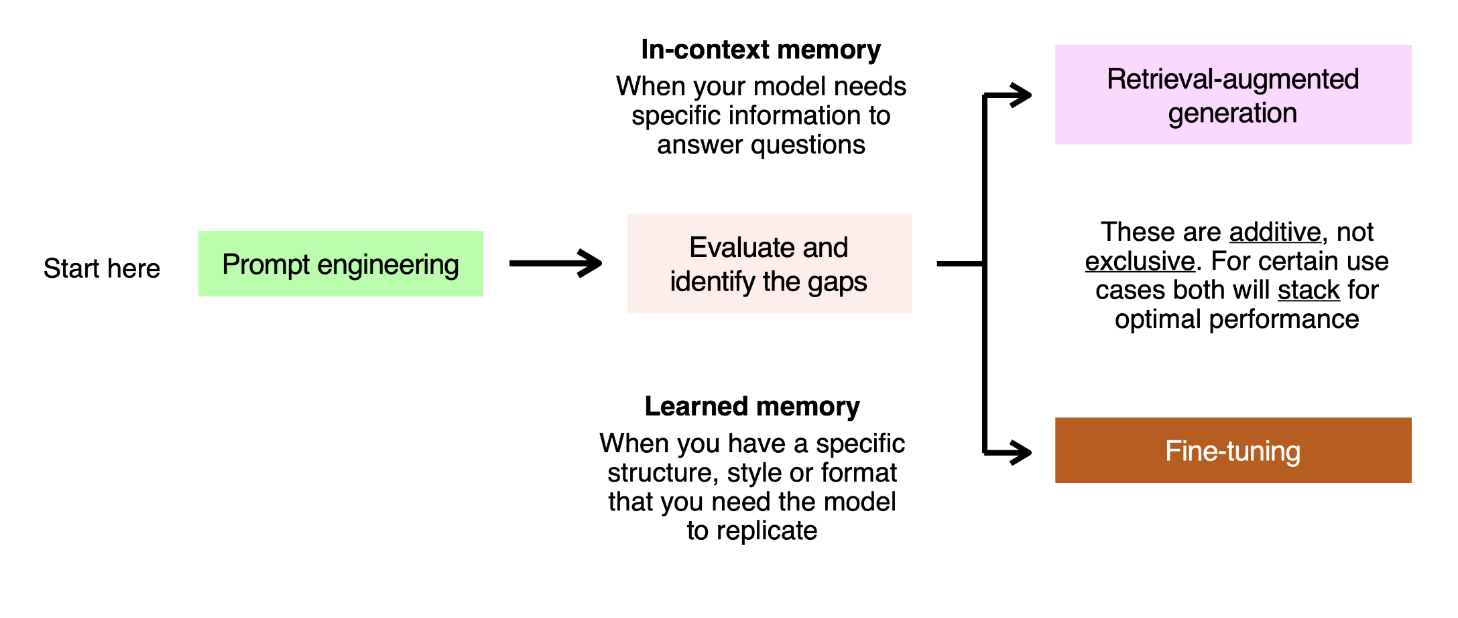 Start here
Prompt engineering
In-context memory
When your model needs
specific information to
answer questions
Evaluate and
identify the gaps
Learned memory
When you have a specific
structure, style or format
that you need the model
to replicate
Retrieval-augmented
generation
These are additive, not
exclusive. For certain use
cases both will stack for
optimal performance
Fine-tuning